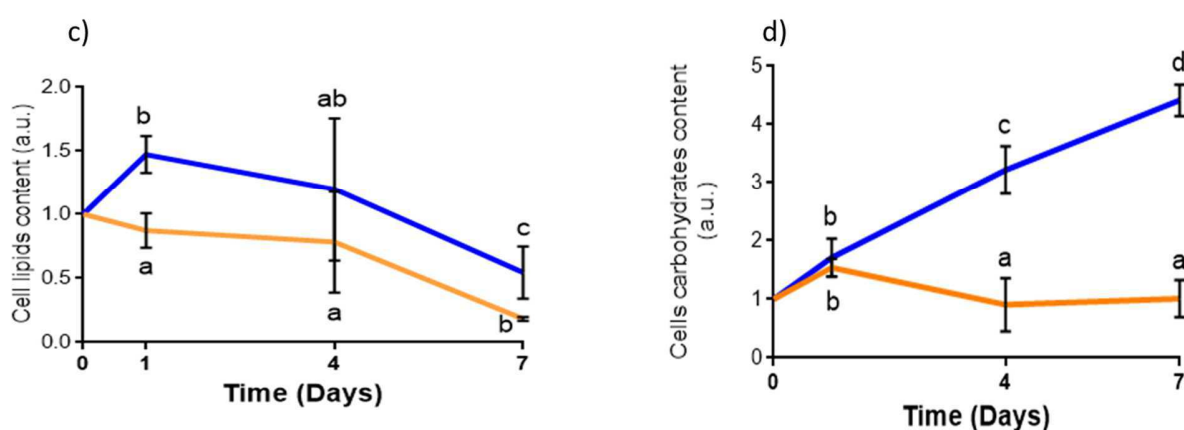 c)
Cell lipids content (a.u.)
2.0
1.5
1.0
0.5
0.0
b
ab
c
a
a
b
0
1
4
7
Time (Days)
d)
Cells carbohydrates content
(a.u.)
5
4
3
2
1
0
b
c
d
b
a
a
0
4
7
Time (Days)